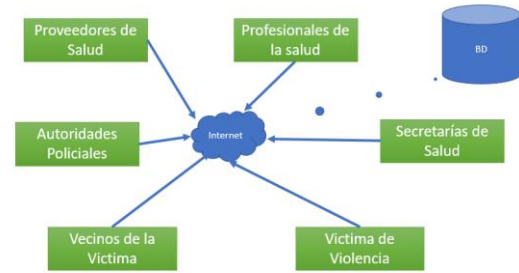 Proveedores de
Salud
Profesionales de
la salud
BD
Autoridades
Policiales
Internet
Secretarías de
Salud
Vecinos de la
Victima
Victima de
Violencia